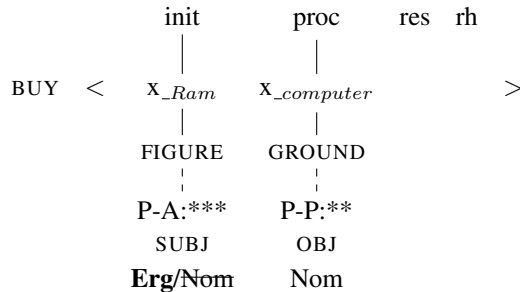 init proc res rh
BUY < x_Ram x_computer >
FIGURE GROUND
P-A:*** P-P:**
SUBJ OBJ
Erg/Nom Nom